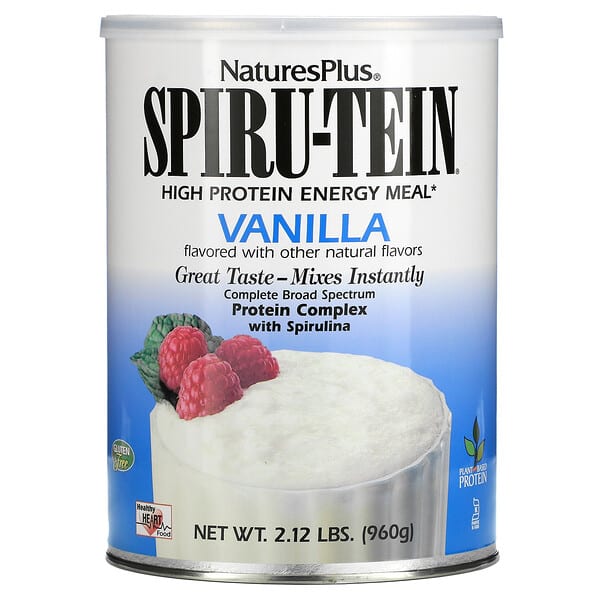 NaturesPlus®
SPIRU-TEIN®
HIGH PROTEIN ENERGY MEAL*
VANILLA
flavored with other natural flavors
Great Taste – Mixes Instantly
Complete Broad Spectrum
Protein Complex
with Spirulina
GLUTEN
Free
PLANT-BASED
PROTEIN
Healthy
HEART
Food
NET WT. 2.12 LBS. (960g)